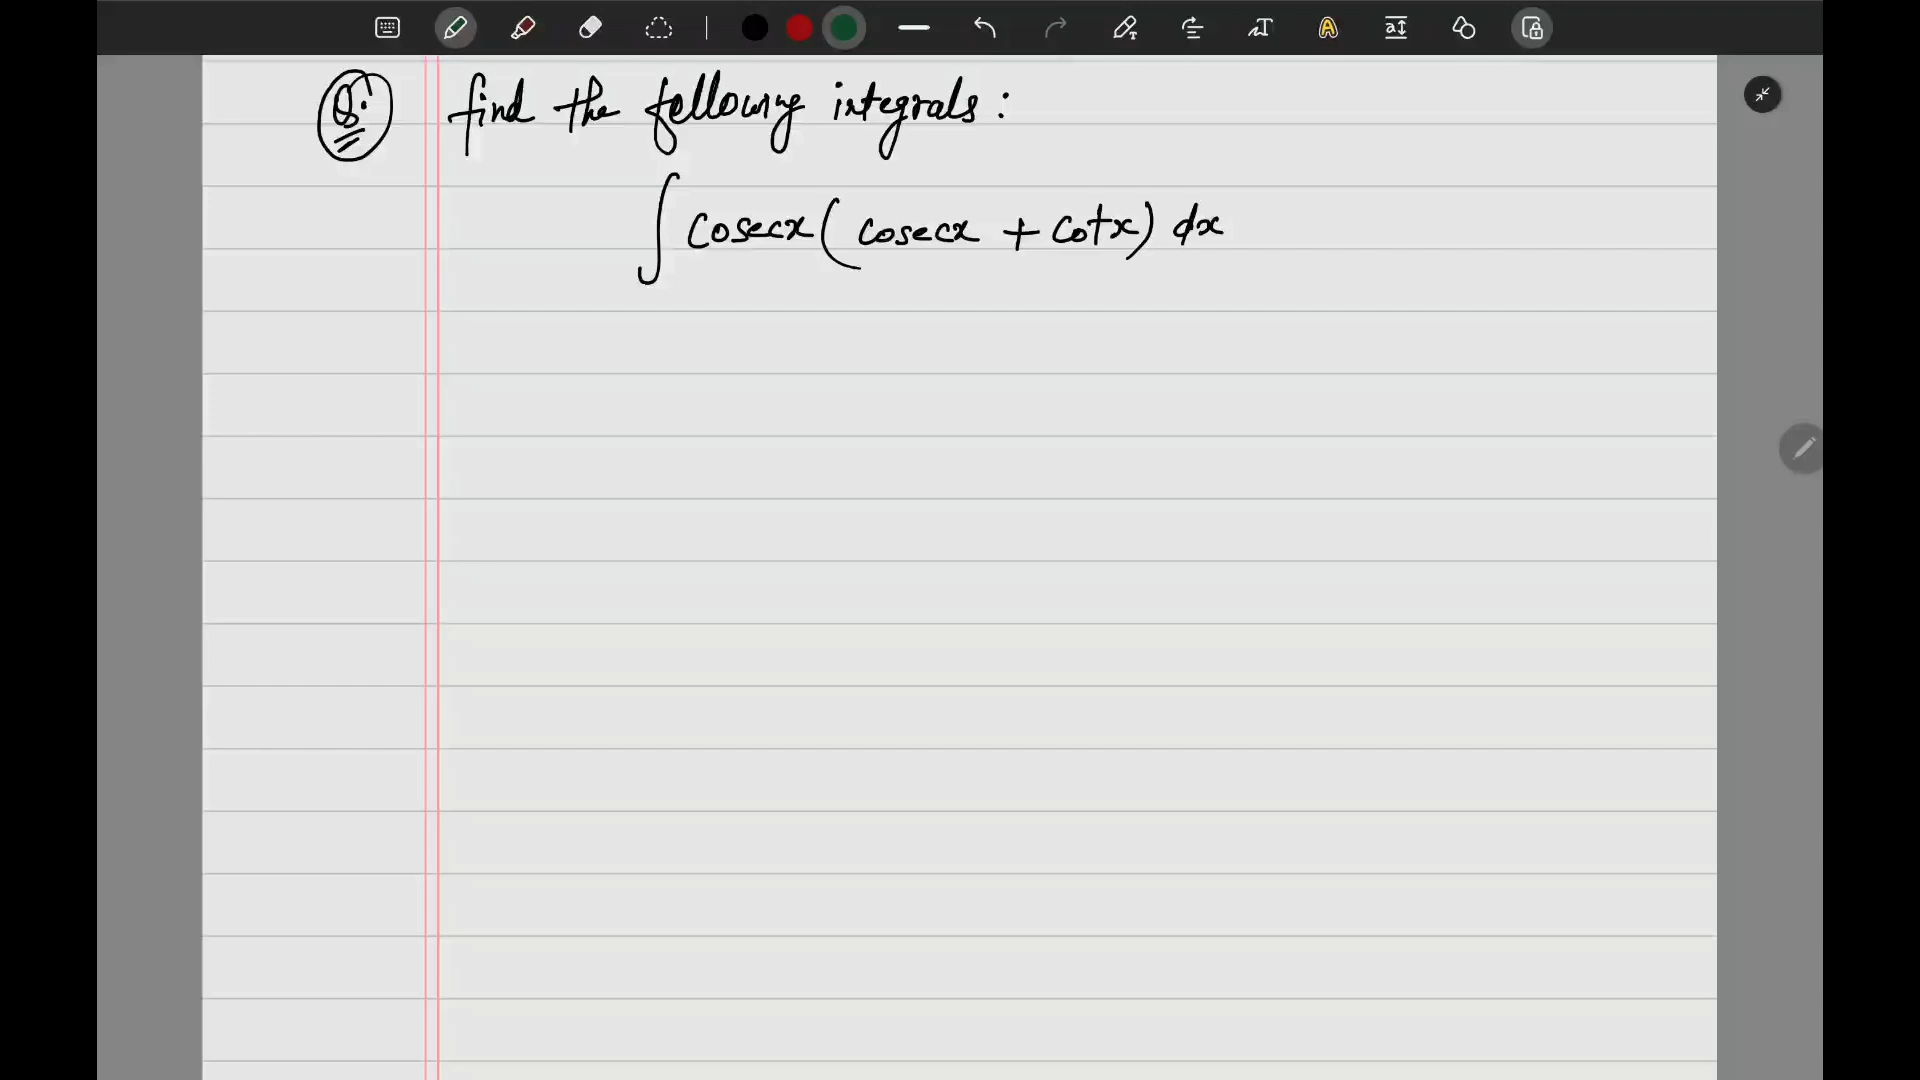 Q. find the following integrals:
∫ cosecx (cosecx + cotx) dx